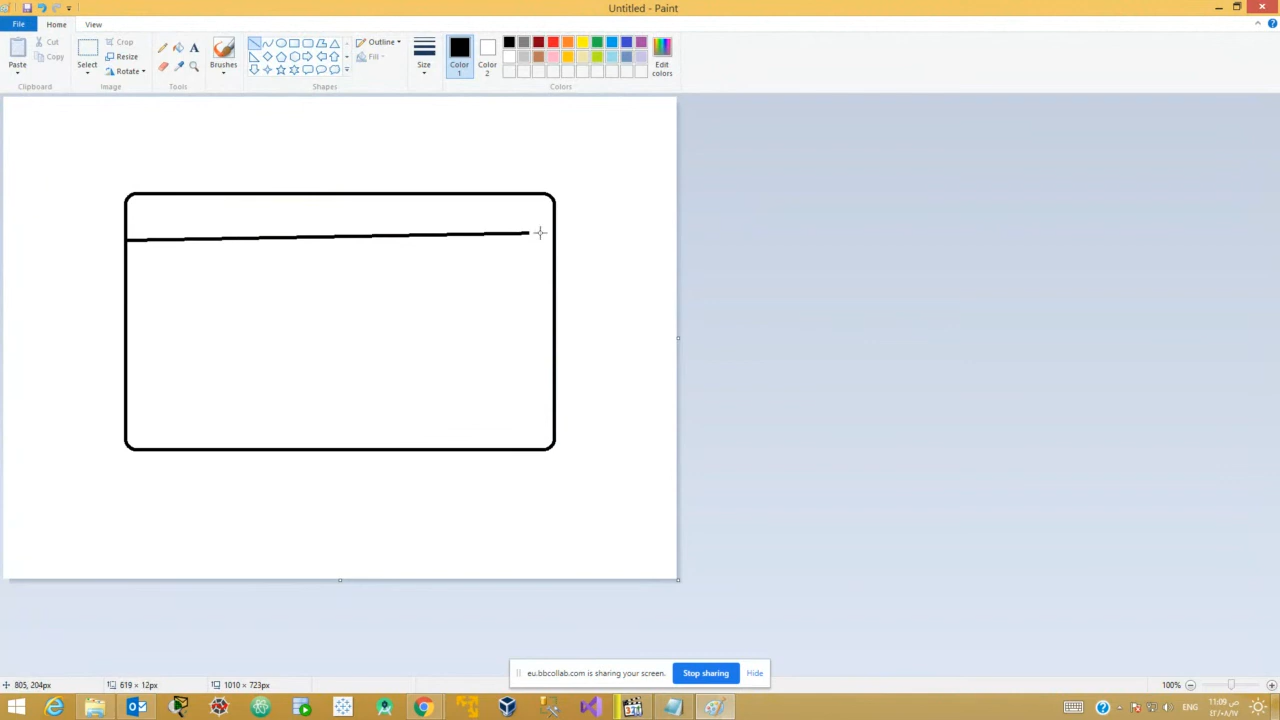 Untitled - Paint
File
Home
View
Paste
Cut
Copy
Clipboard
Select
Crop
Resize
Rotate
Image
Tools
Brushes
Shapes
Outline
Fill
Size
Color
1
Color
2
Edit
colors
Colors
eu.bbcollab.com is sharing your screen.
Stop sharing
Hide
805, 204px
619 × 12px
1010 × 723px
100%
ENG
11:09 ص